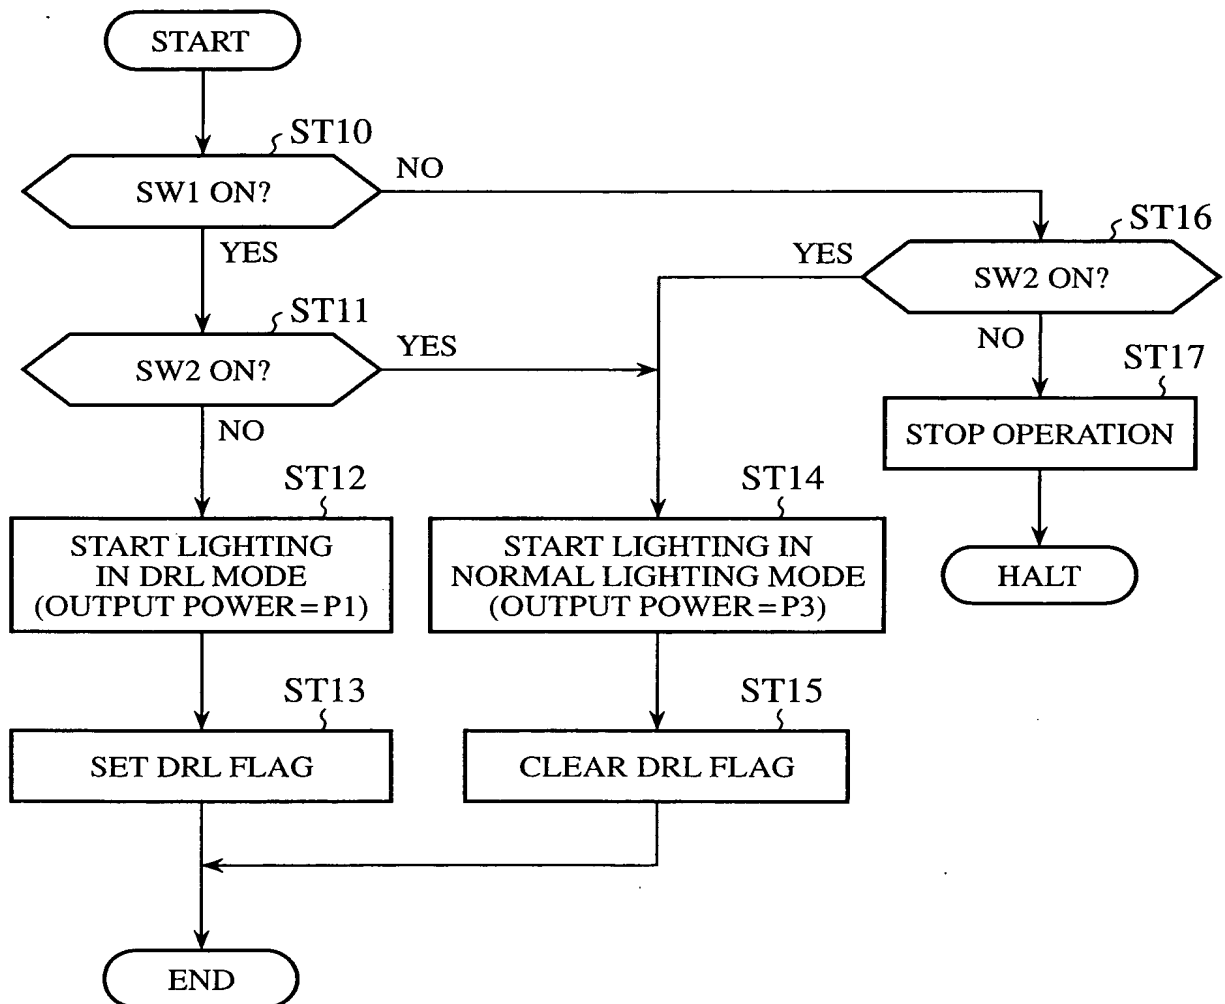 START
ST10
SW1 ON?
NO
YES
ST16
SW2 ON?
YES
NO
ST11
SW2 ON?
YES
NO
ST17
STOP OPERATION
HALT
ST12
START LIGHTING
IN DRL MODE
(OUTPUT POWER=P1)
ST14
START LIGHTING IN
NORMAL LIGHTING MODE
(OUTPUT POWER=P3)
ST13
SET DRL FLAG
ST15
CLEAR DRL FLAG
END